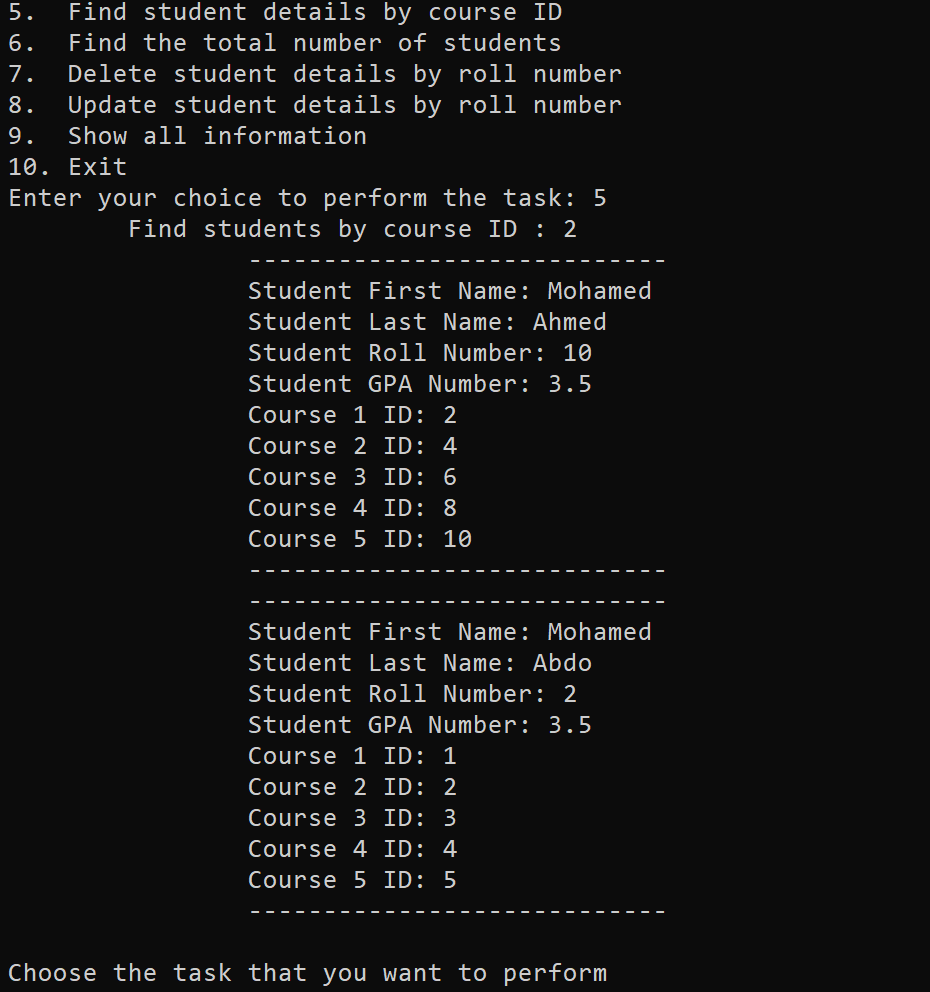 5.  Find student details by course ID
6.  Find the total number of students
7.  Delete student details by roll number
8.  Update student details by roll number
9.  Show all information
10. Exit
Enter your choice to perform the task: 5
        Find students by course ID : 2
                ----------------------------
                Student First Name: Mohamed
                Student Last Name: Ahmed
                Student Roll Number: 10
                Student GPA Number: 3.5
                Course 1 ID: 2
                Course 2 ID: 4
                Course 3 ID: 6
                Course 4 ID: 8
                Course 5 ID: 10
                ----------------------------
                ----------------------------
                Student First Name: Mohamed
                Student Last Name: Abdo
                Student Roll Number: 2
                Student GPA Number: 3.5
                Course 1 ID: 1
                Course 2 ID: 2
                Course 3 ID: 3
                Course 4 ID: 4
                Course 5 ID: 5
                ----------------------------

Choose the task that you want to perform